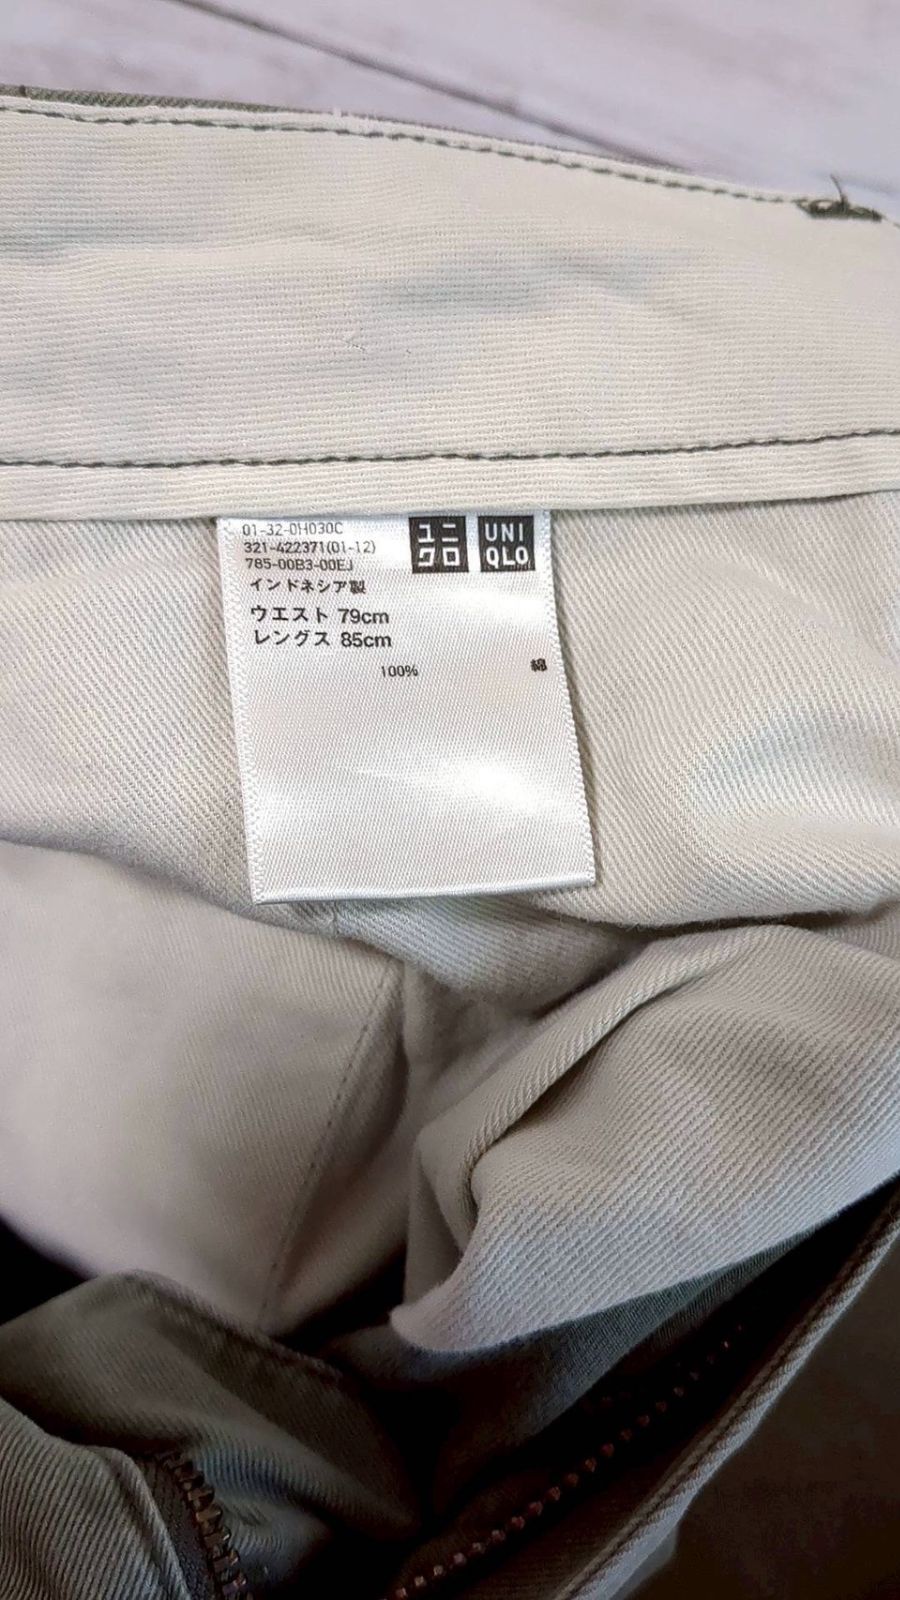 01-32-0H030C
321-422371(01-12)
785-00B3-00EJ
ユニ
クロ
UNI
QLO
インドネシア製
ウエスト 79cm
レングス 85cm
100% 綿